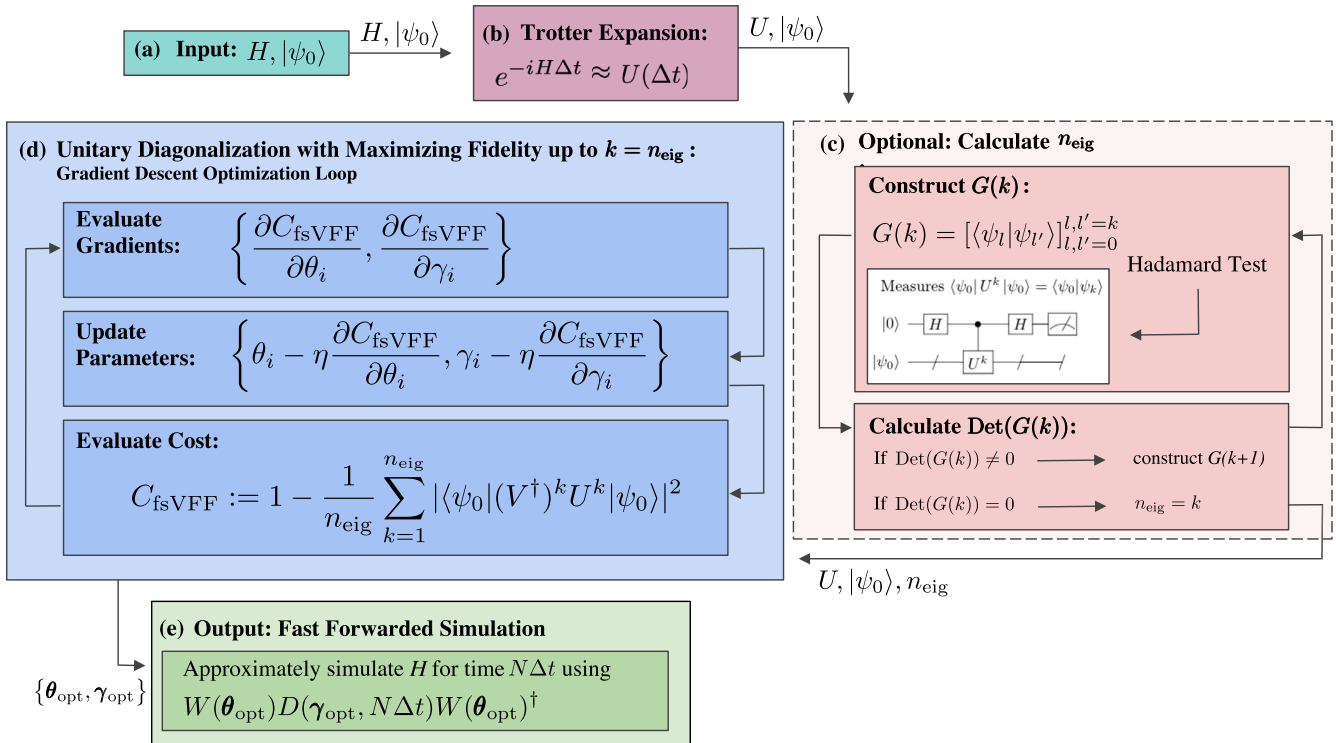 (a) Input: H, |ψ₀⟩
H, |ψ₀⟩
(b) Trotter Expansion:
e^{−iHΔt} ≈ U(Δt)
U, |ψ₀⟩
(c) Optional: Calculate n_eig
Construct G(k):
G(k) = [⟨ψ_l|ψ_{l'}⟩]^{l,l'=k}_{l,l'=0}
Hadamard Test
Measures ⟨ψ₀| U^k |ψ₀⟩ = ⟨ψ₀|ψ_k⟩
|0⟩ H H
|ψ₀⟩ U^k
Calculate Det(G(k)):
If Det(G(k)) ≠ 0 construct G(k+1)
If Det(G(k)) = 0 n_eig = k
U, |ψ₀⟩, n_eig
(d) Unitary Diagonalization with Maximizing Fidelity up to k = n_eig :
Gradient Descent Optimization Loop
Evaluate
Gradients:
{ ∂C_fsVFF/∂θ_i , ∂C_fsVFF/∂γ_i }
Update
Parameters:
{ θ_i − η ∂C_fsVFF/∂θ_i , γ_i − η ∂C_fsVFF/∂γ_i }
Evaluate Cost:
C_fsVFF := 1 − 1/n_eig ∑_{k=1}^{n_eig} |⟨ψ₀|(V†)^k U^k|ψ₀⟩|²
{θ_opt, γ_opt}
(e) Output: Fast Forwarded Simulation
Approximately simulate H for time NΔt using
W(θ_opt)D(γ_opt, NΔt)W(θ_opt)†